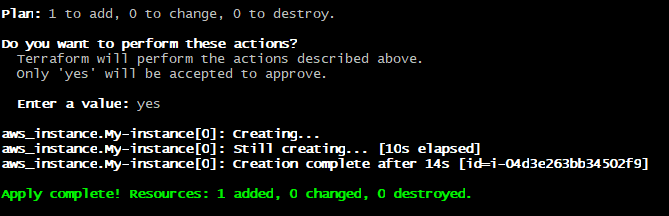 Plan: 1 to add, 0 to change, 0 to destroy.
Do you want to perform these actions?
Terraform will perform the actions described above.
Only 'yes' will be accepted to approve.
Enter a value: yes
aws_instance.My-instance[0]: Creating...
aws_instance.My-instance[0]: Still creating... [10s elapsed]
aws_instance.My-instance[0]: Creation complete after 14s [id=i-04d3e263bb34502f9]
Apply complete! Resources: 1 added, 0 changed, 0 destroyed.